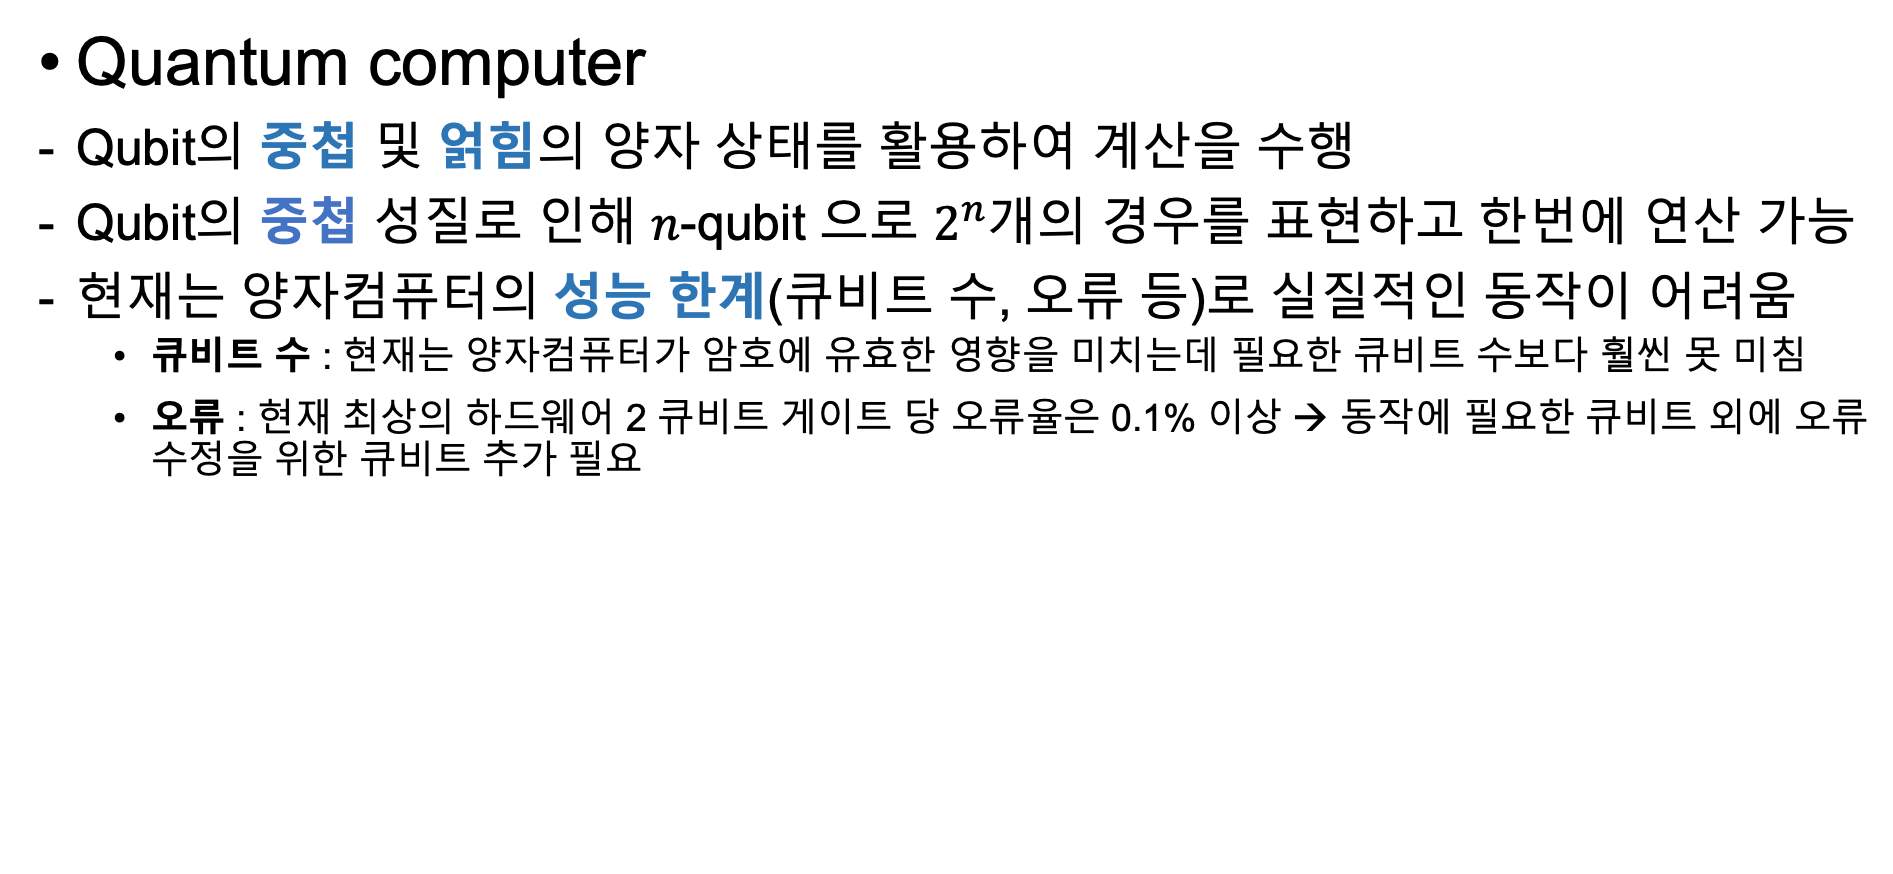 • Quantum computer
- Qubit의 중첩 및 얽힘의 양자 상태를 활용하여 계산을 수행
- Qubit의 중첩 성질로 인해 𝑛-qubit 으로 2ⁿ개의 경우를 표현하고 한번에 연산 가능
- 현재는 양자컴퓨터의 성능 한계(큐비트 수, 오류 등)로 실질적인 동작이 어려움
• 큐비트 수 : 현재는 양자컴퓨터가 암호에 유효한 영향을 미치는데 필요한 큐비트 수보다 훨씬 못 미침
• 오류 : 현재 최상의 하드웨어 2 큐비트 게이트 당 오류율은 0.1% 이상 → 동작에 필요한 큐비트 외에 오류
수정을 위한 큐비트 추가 필요